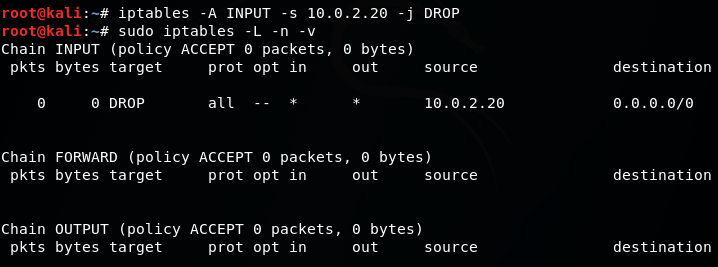 root@kali:~# iptables -A INPUT -s 10.0.2.20 -j DROP
root@kali:~# sudo iptables -L -n -v
Chain INPUT (policy ACCEPT 0 packets, 0 bytes)
 pkts bytes target     prot opt in     out     source               destination
    0     0 DROP       all  --  *      *       10.0.2.20            0.0.0.0/0
Chain FORWARD (policy ACCEPT 0 packets, 0 bytes)
 pkts bytes target     prot opt in     out     source               destination
Chain OUTPUT (policy ACCEPT 0 packets, 0 bytes)
 pkts bytes target     prot opt in     out     source               destination